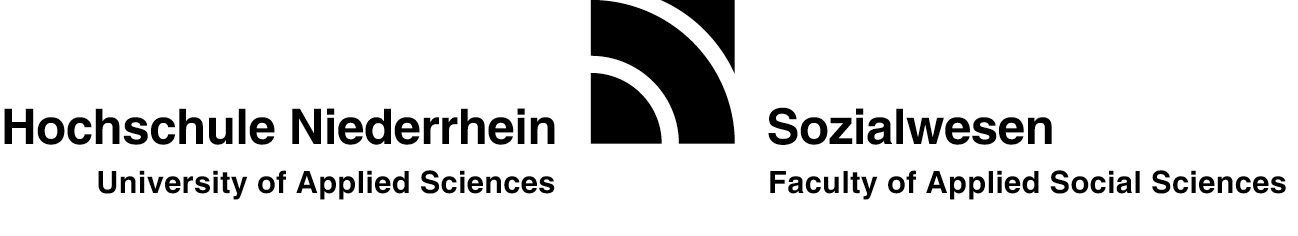 Hochschule Niederrhein
University of Applied Sciences
Sozialwesen
Faculty of Applied Social Sciences